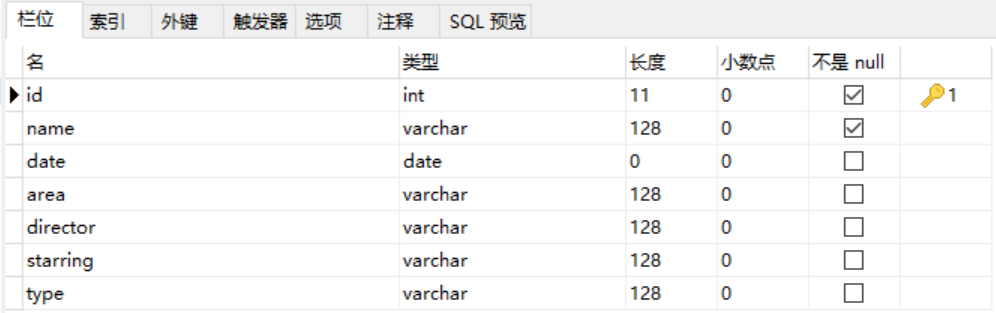 栏位 索引 外键 触发器 选项 注释 SQL 预览
名 类型 长度 小数点 不是 null
id int 11 0 1
name varchar 128 0
date date 0 0
area varchar 128 0
director varchar 128 0
starring varchar 128 0
type varchar 128 0